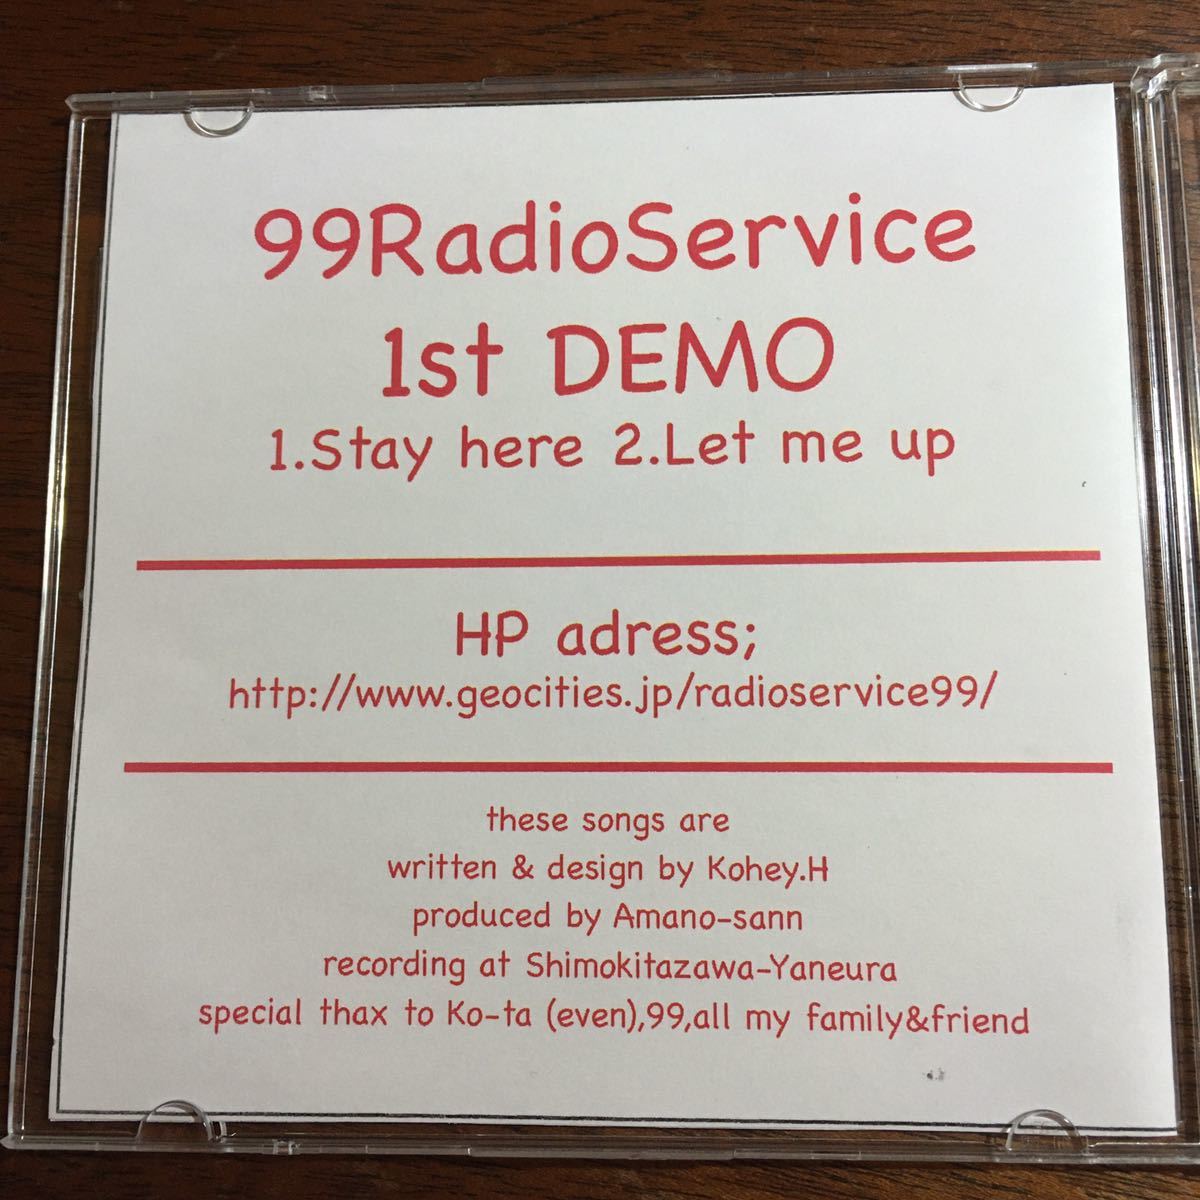 99RadioService
1st DEMO
1.Stay here 2.Let me up
HP adress;
http://www.geocities.jp/radioservice99/
these songs are
written & design by Kohey.H
produced by Amano-sann
recording at Shimokitazawa-Yaneura
special thax to Ko-ta (even),99,all my family&friend